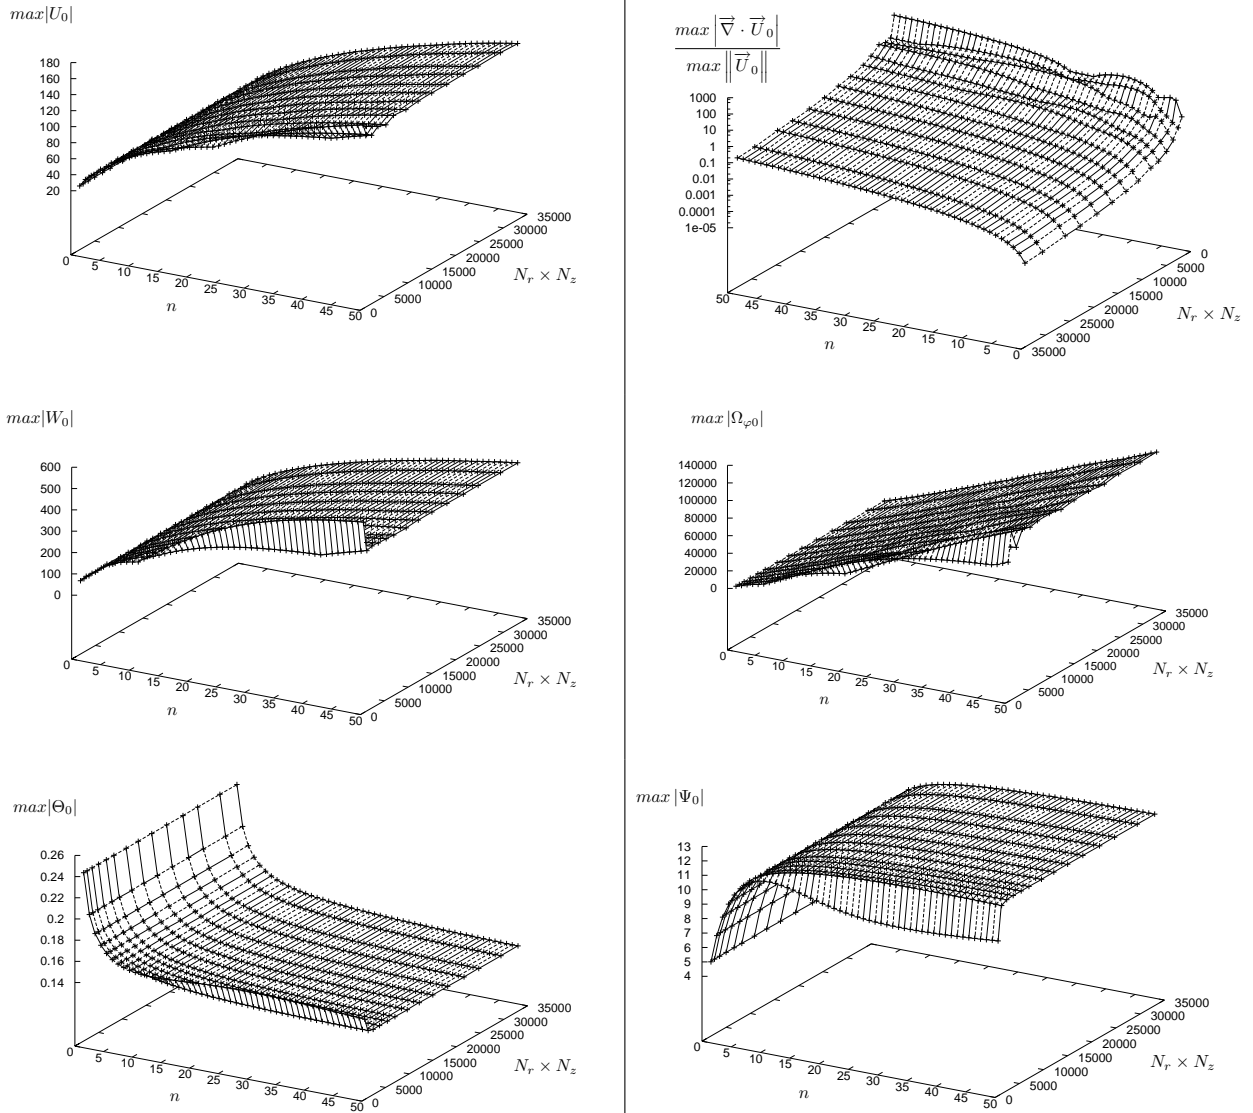 max|U₀|
180
160
140
120
100
80
60
40
20
0 5 10 15 20 25 30 35 40 45 50
n
0 5000 10000 15000 20000 25000 30000 35000
N_r × N_z
max |∇⃗ · U⃗₀|
max ‖U⃗₀‖
1000
100
10
1
0.1
0.01
0.001
0.0001
1e-05
50 45 40 35 30 25 20 15 10 5 0
n
35000 30000 25000 20000 15000 10000 5000 0
N_r × N_z
max|W₀|
600
500
400
300
200
100
0
0 5 10 15 20 25 30 35 40 45 50
n
0 5000 10000 15000 20000 25000 30000 35000
N_r × N_z
max |Ω_φ0|
140000
120000
100000
80000
60000
40000
20000
0
0 5 10 15 20 25 30 35 40 45 50
n
0 5000 10000 15000 20000 25000 30000 35000
N_r × N_z
max|Θ₀|
0.26
0.24
0.22
0.2
0.18
0.16
0.14
0 5 10 15 20 25 30 35 40 45 50
n
0 5000 10000 15000 20000 25000 30000 35000
N_r × N_z
max |Ψ₀|
13
12
11
10
9
8
7
6
5
4
0 5 10 15 20 25 30 35 40 45 50
n
0 5000 10000 15000 20000 25000 30000 35000
N_r × N_z